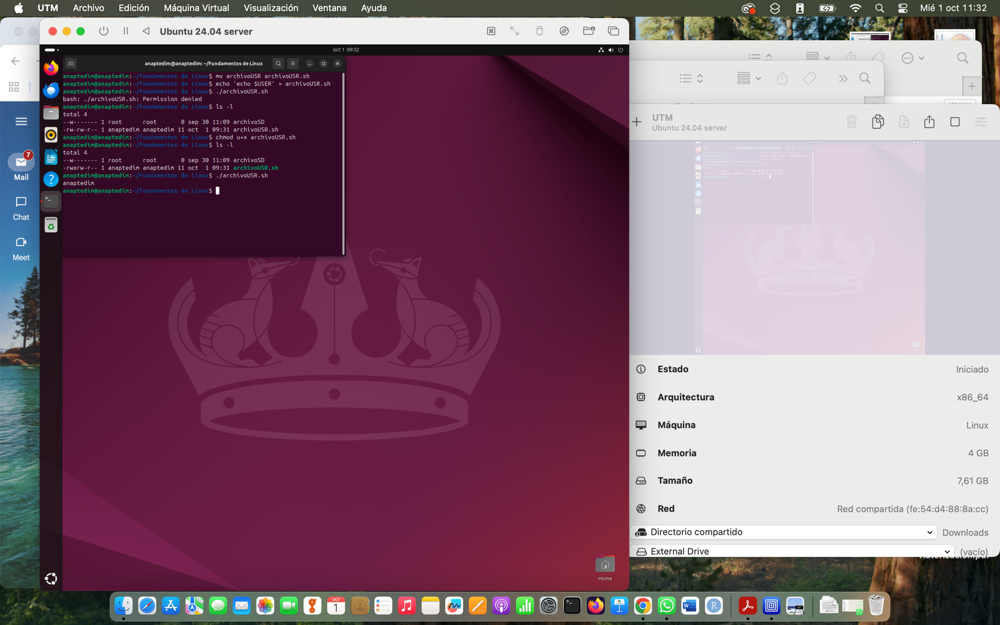 UTM Archivo Edición Máquina Virtual Visualización Ventana Ayuda Mié 1 oct 11:32
Ubuntu 24.04 server
oct 1 09:32
anaptedim@anaptedim: ~/Fundamentos de Linux
anaptedim@anaptedim:~/Fundamentos de Linux$ mv archivoUSR archivoUSR.sh
anaptedim@anaptedim:~/Fundamentos de Linux$ echo 'echo $USER' > archivoUSR.sh
anaptedim@anaptedim:~/Fundamentos de Linux$ ./archivoUSR.sh
bash: ./archivoUSR.sh: Permission denied
anaptedim@anaptedim:~/Fundamentos de Linux$ ls -l
total 4
--w------- 1 root root 0 sep 30 11:09 archivoSD
-rw-rw-r-- 1 anaptedim anaptedim 11 oct 1 09:31 archivoUSR.sh
anaptedim@anaptedim:~/Fundamentos de Linux$ chmod u+x archivoUSR.sh
anaptedim@anaptedim:~/Fundamentos de Linux$ ls -l
total 4
--w------- 1 root root 0 sep 30 11:09 archivoSD
-rwxrw-r-- 1 anaptedim anaptedim 11 oct 1 09:31 archivoUSR.sh
anaptedim@anaptedim:~/Fundamentos de Linux$ ./archivoUSR.sh
anaptedim
anaptedim@anaptedim:~/Fundamentos de Linux$
7
Mail
Chat
Meet
Home
UTM
Ubuntu 24.04 server
Estado Iniciado
Arquitectura x86_64
Máquina Linux
Memoria 4 GB
Tamaño 7,61 GB
Red Red compartida (fe:54:d4:88:8a:cc)
Directorio compartido Downloads
External Drive (vacío)
OCT
1